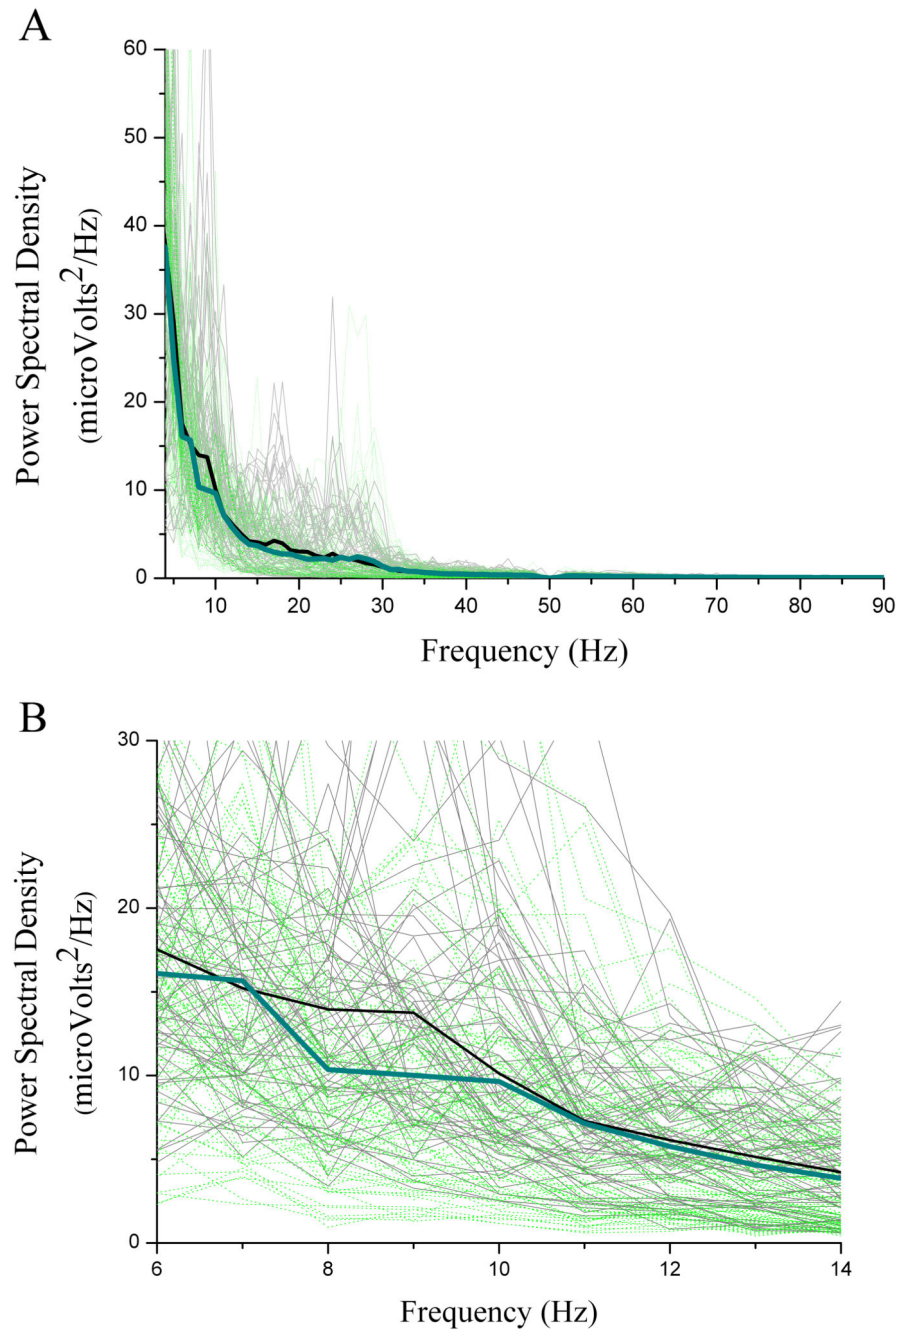 A
60
50
40
30
20
10
0
Power Spectral Density
(microVolts²/Hz)
10 20 30 40 50 60 70 80 90
Frequency (Hz)
B
30
20
10
0
Power Spectral Density
(microVolts²/Hz)
6 8 10 12 14
Frequency (Hz)